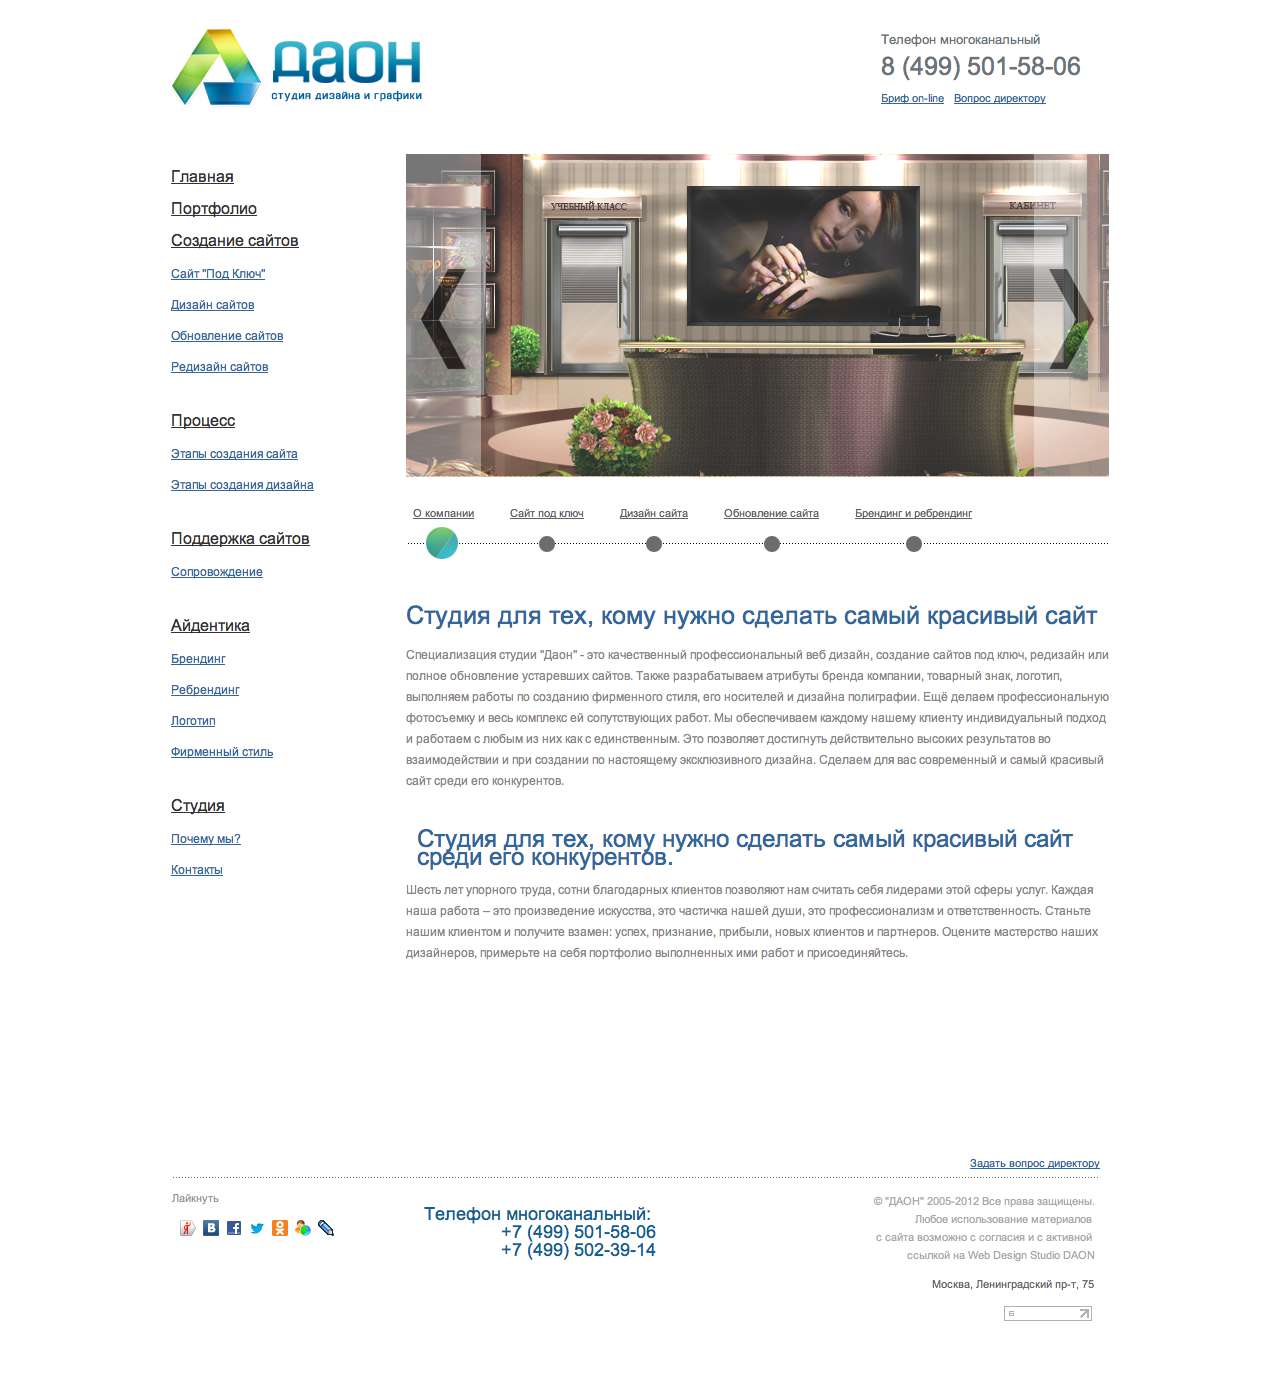 даон
студия дизайна и графики
Телефон многоканальный
8 (499) 501-58-06
Бриф on-line Вопрос директору
Главная
Портфолио
Создание сайтов
Сайт "Под Ключ"
Дизайн сайтов
Обновление сайтов
Редизайн сайтов
Процесс
Этапы создания сайта
Этапы создания дизайна
Поддержка сайтов
Сопровождение
Айдентика
Брендинг
Ребрендинг
Логотип
Фирменный стиль
Студия
Почему мы?
Контакты
УЧЕБНЫЙ КЛАСС
КАБИНЕТ
О компании Сайт под ключ Дизайн сайта Обновление сайта Брендинг и ребрендинг
Студия для тех, кому нужно сделать самый красивый сайт
Специализация студии "Даон" - это качественный профессиональный веб дизайн, создание сайтов под ключ, редизайн или
полное обновление устаревших сайтов. Также разрабатываем атрибуты бренда компании, товарный знак, логотип,
выполняем работы по созданию фирменного стиля, его носителей и дизайна полиграфии. Ещё делаем профессиональную
фотосъемку и весь комплекс ей сопутствующих работ. Мы обеспечиваем каждому нашему клиенту индивидуальный подход
и работаем с любым из них как с единственным. Это позволяет достигнуть действительно высоких результатов во
взаимодействии и при создании по настоящему эксклюзивного дизайна. Сделаем для вас современный и самый красивый
сайт среди его конкурентов.
Студия для тех, кому нужно сделать самый красивый сайт
среди его конкурентов.
Шесть лет упорного труда, сотни благодарных клиентов позволяют нам считать себя лидерами этой сферы услуг. Каждая
наша работа – это произведение искусства, это частичка нашей души, это профессионализм и ответственность. Станьте
нашим клиентом и получите взамен: успех, признание, прибыли, новых клиентов и партнеров. Оцените мастерство наших
дизайнеров, примерьте на себя портфолио выполненных ими работ и присоединяйтесь.
Задать вопрос директору
Лайкнуть
Телефон многоканальный:
+7 (499) 501-58-06
+7 (499) 502-39-14
© "ДАОН" 2005-2012 Все права защищены.
Любое использование материалов
с сайта возможно с согласия и с активной
ссылкой на Web Design Studio DAON
Москва, Ленинградский пр-т, 75